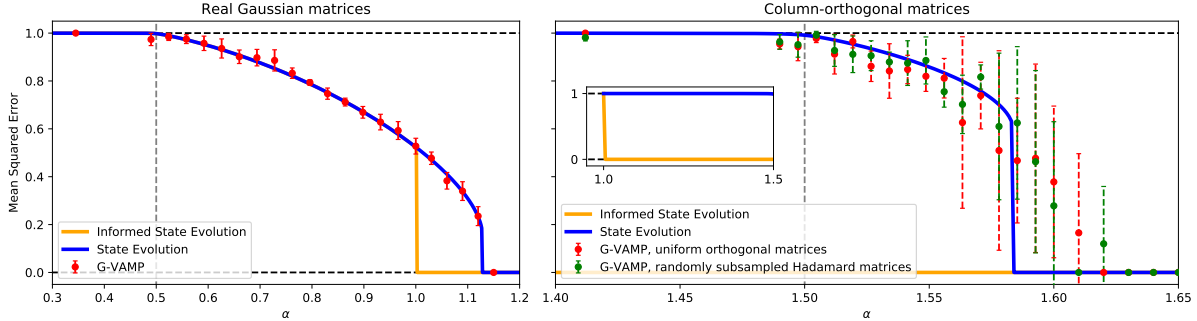 Real Gaussian matrices
Mean Squared Error
1.0
0.8
0.6
0.4
0.2
0.0
Informed State Evolution
State Evolution
G-VAMP
0.3 0.4 0.5 0.6 0.7 0.8 0.9 1.0 1.1 1.2
α
Column-orthogonal matrices
1
0
1.0 1.5
Informed State Evolution
State Evolution
G-VAMP, uniform orthogonal matrices
G-VAMP, randomly subsampled Hadamard matrices
1.40 1.45 1.50 1.55 1.60 1.65
α